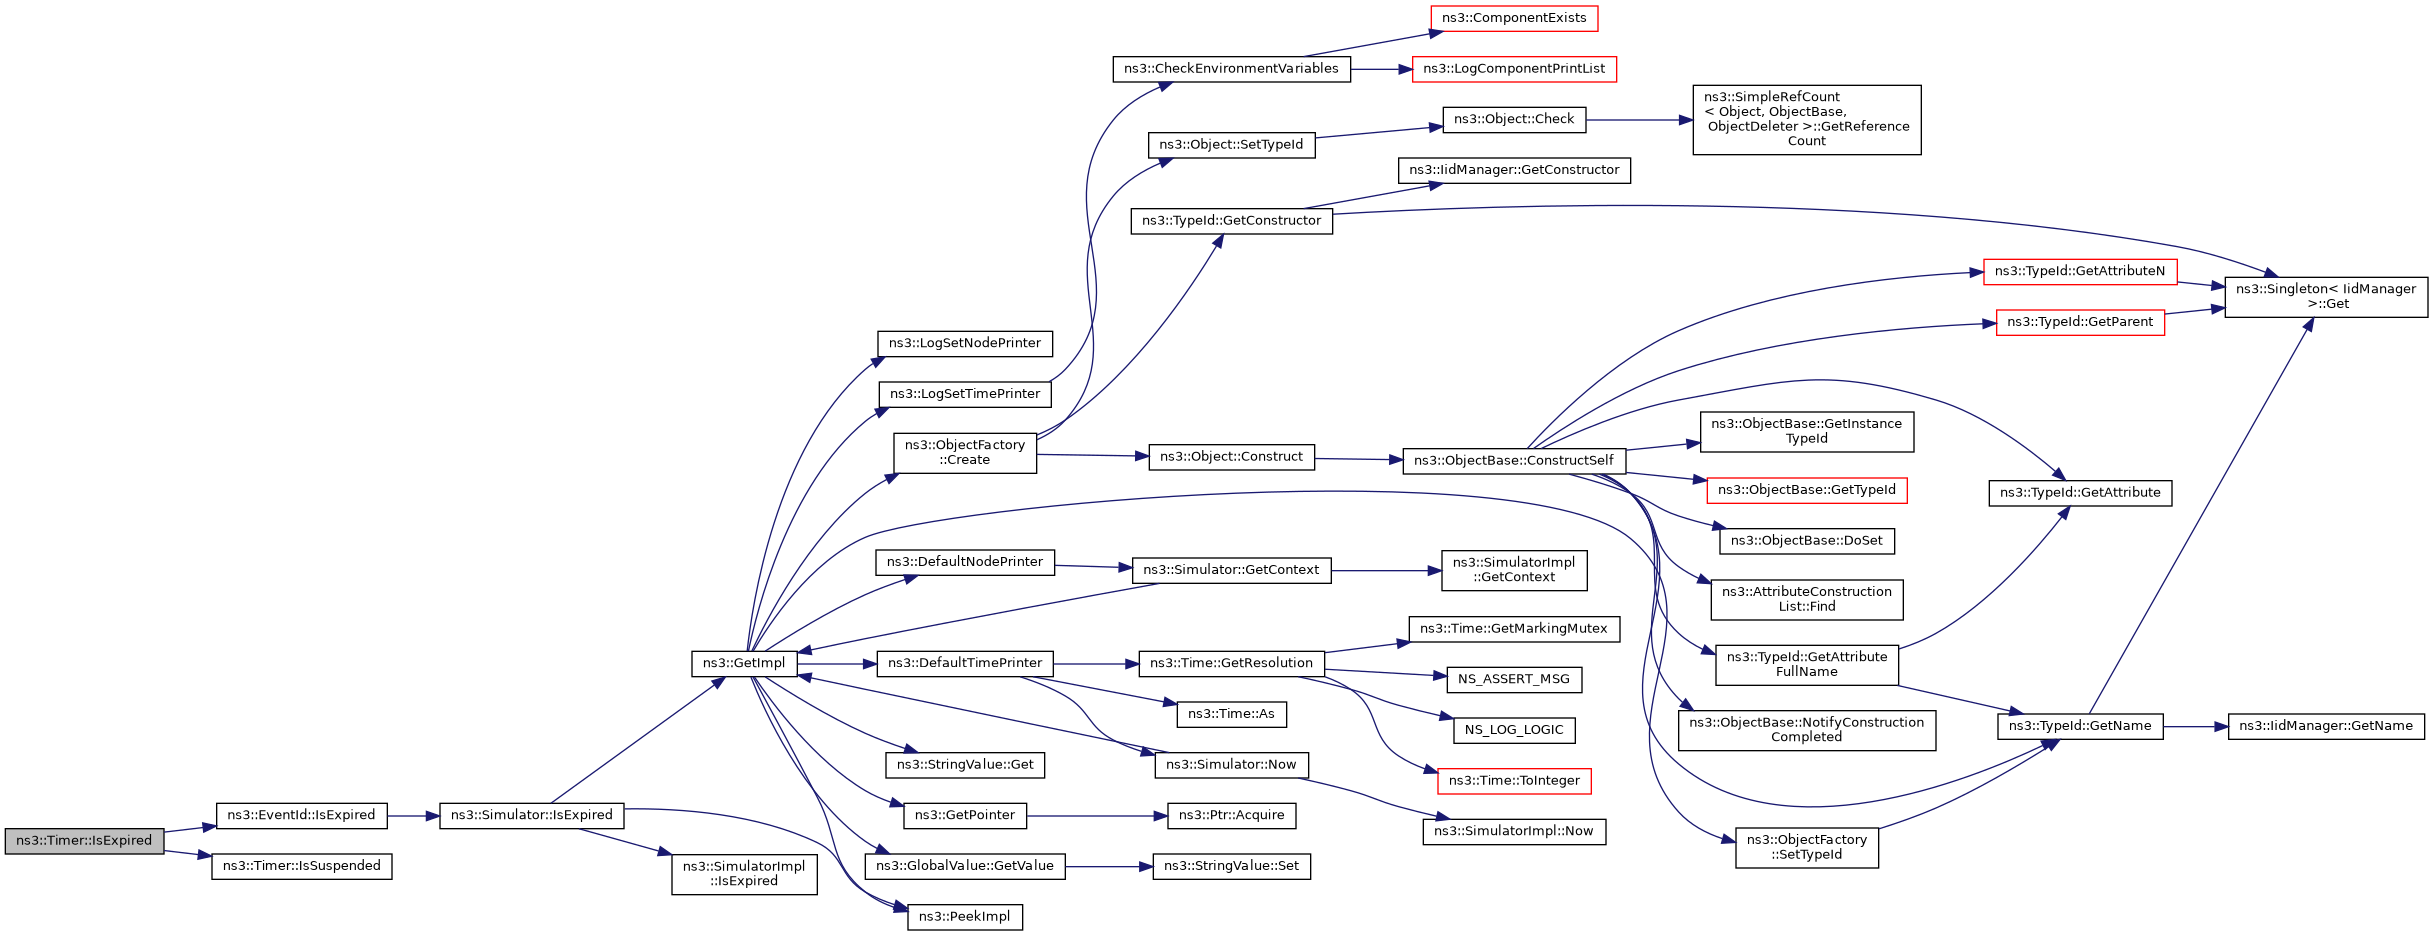 ns3::Timer::IsExpired
ns3::EventId::IsExpired
ns3::Timer::IsSuspended
ns3::Simulator::IsExpired
ns3::GetImpl
ns3::SimulatorImpl
::IsExpired
ns3::LogSetNodePrinter
ns3::LogSetTimePrinter
ns3::ObjectFactory
::Create
ns3::DefaultNodePrinter
ns3::DefaultTimePrinter
ns3::StringValue::Get
ns3::GetPointer
ns3::GlobalValue::GetValue
ns3::PeekImpl
ns3::CheckEnvironmentVariables
ns3::Object::SetTypeId
ns3::TypeId::GetConstructor
ns3::Object::Construct
ns3::Simulator::GetContext
ns3::Time::GetResolution
ns3::Time::As
ns3::Simulator::Now
ns3::Ptr::Acquire
ns3::StringValue::Set
ns3::ComponentExists
ns3::LogComponentPrintList
ns3::Object::Check
ns3::IidManager::GetConstructor
ns3::ObjectBase::ConstructSelf
ns3::SimulatorImpl
::GetContext
ns3::Time::GetMarkingMutex
NS_ASSERT_MSG
NS_LOG_LOGIC
ns3::Time::ToInteger
ns3::SimulatorImpl::Now
ns3::SimpleRefCount
< Object, ObjectBase,
ObjectDeleter >::GetReference
Count
ns3::ObjectBase::GetInstance
TypeId
ns3::ObjectBase::GetTypeId
ns3::ObjectBase::DoSet
ns3::AttributeConstruction
List::Find
ns3::TypeId::GetAttribute
FullName
ns3::ObjectBase::NotifyConstruction
Completed
ns3::ObjectFactory
::SetTypeId
ns3::TypeId::GetAttributeN
ns3::TypeId::GetParent
ns3::TypeId::GetAttribute
ns3::TypeId::GetName
ns3::Singleton< IidManager
>::Get
ns3::IidManager::GetName